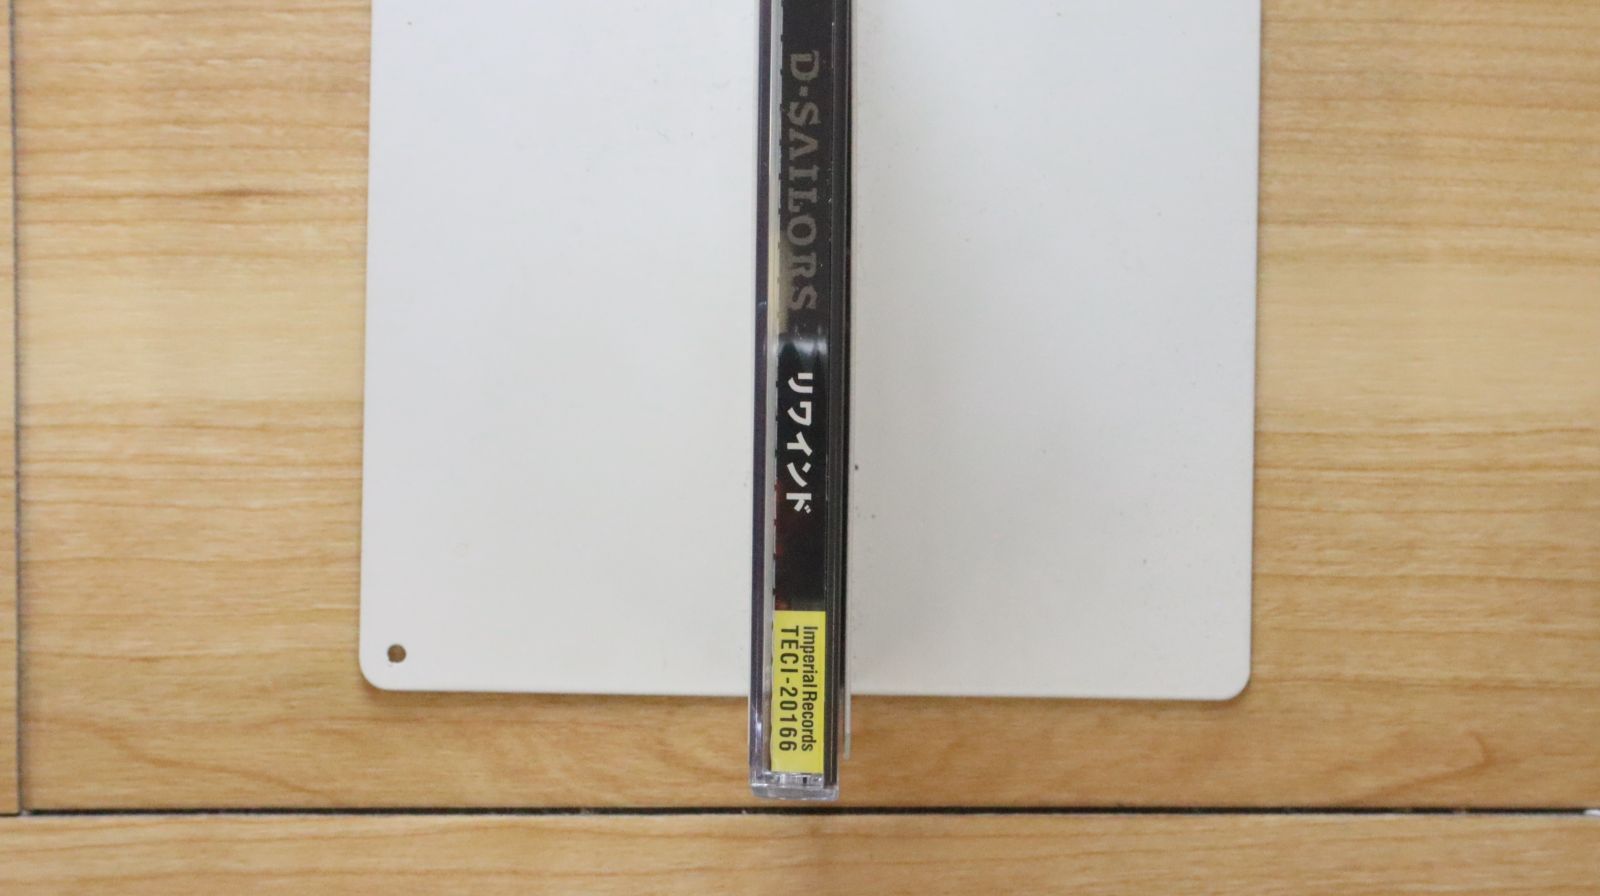 D·SAILORS
リワインド
Imperial Records
TECI-20166